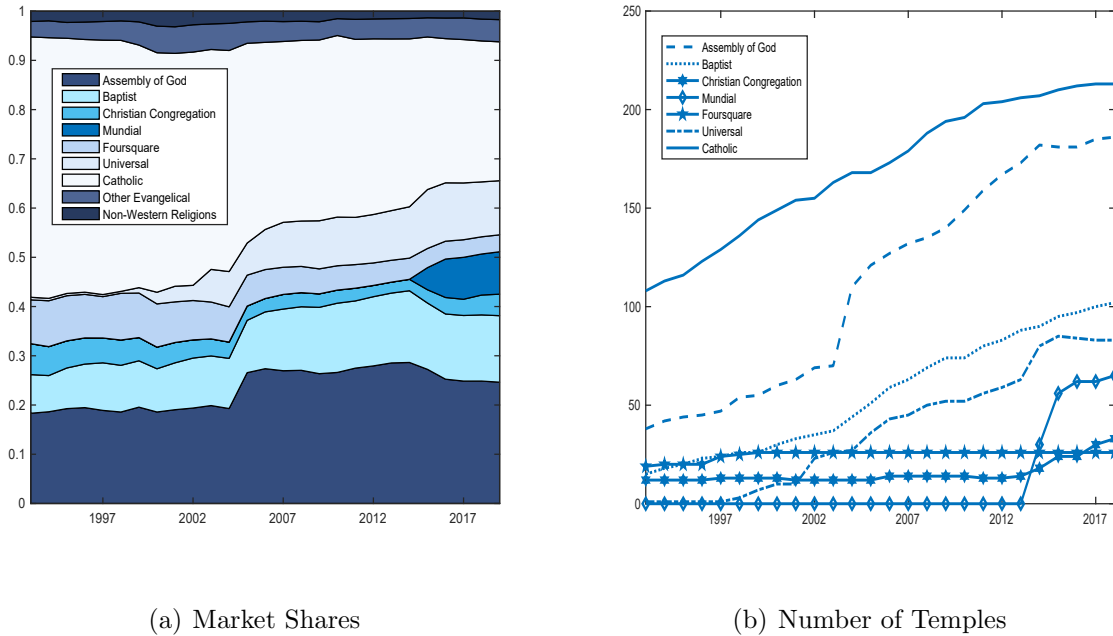 1
0.9
0.8
0.7
0.6
0.5
0.4
0.3
0.2
0.1
0
Assembly of God
Baptist
Christian Congregation
Mundial
Foursquare
Universal
Catholic
Other Evangelical
Non-Western Religions
1997 2002 2007 2012 2017
(a) Market Shares
250
200
150
100
50
0
Assembly of God
Baptist
Christian Congregation
Mundial
Foursquare
Universal
Catholic
1997 2002 2007 2012 2017
(b) Number of Temples